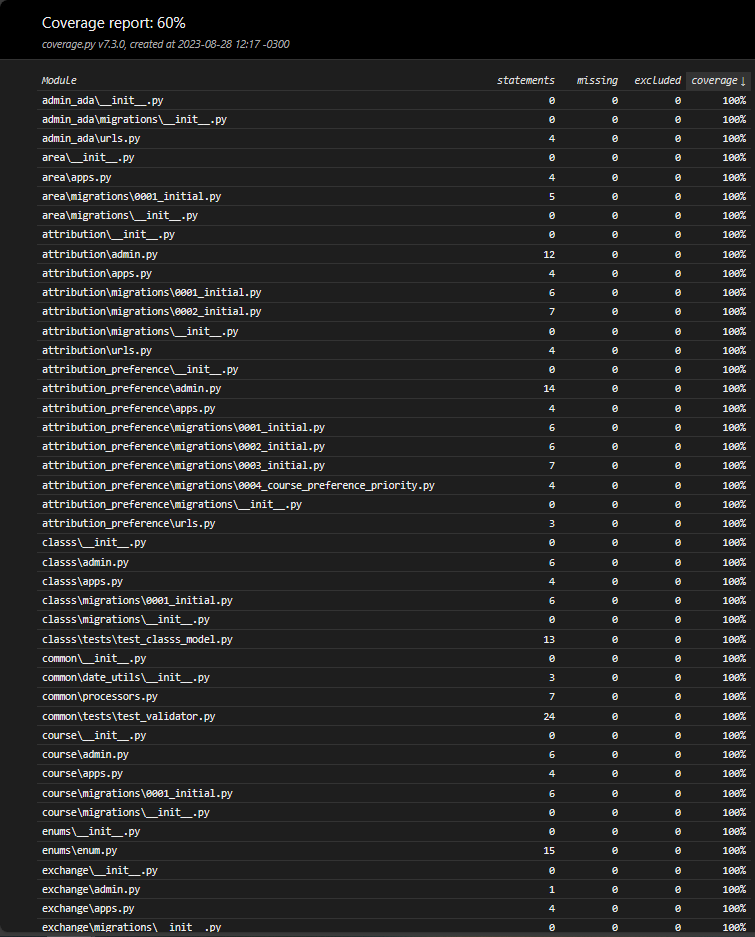 Coverage report: 60%
coverage.py v7.3.0, created at 2023-08-28 12:17 -0300
Module statements missing excluded coverage ↓
admin_ada\__init__.py 0 0 0 100%
admin_ada\migrations\__init__.py 0 0 0 100%
admin_ada\urls.py 4 0 0 100%
area\__init__.py 0 0 0 100%
area\apps.py 4 0 0 100%
area\migrations\0001_initial.py 5 0 0 100%
area\migrations\__init__.py 0 0 0 100%
attribution\__init__.py 0 0 0 100%
attribution\admin.py 12 0 0 100%
attribution\apps.py 4 0 0 100%
attribution\migrations\0001_initial.py 6 0 0 100%
attribution\migrations\0002_initial.py 7 0 0 100%
attribution\migrations\__init__.py 0 0 0 100%
attribution\urls.py 4 0 0 100%
attribution_preference\__init__.py 0 0 0 100%
attribution_preference\admin.py 14 0 0 100%
attribution_preference\apps.py 4 0 0 100%
attribution_preference\migrations\0001_initial.py 6 0 0 100%
attribution_preference\migrations\0002_initial.py 6 0 0 100%
attribution_preference\migrations\0003_initial.py 7 0 0 100%
attribution_preference\migrations\0004_course_preference_priority.py 4 0 0 100%
attribution_preference\migrations\__init__.py 0 0 0 100%
attribution_preference\urls.py 3 0 0 100%
classs\__init__.py 0 0 0 100%
classs\admin.py 6 0 0 100%
classs\apps.py 4 0 0 100%
classs\migrations\0001_initial.py 6 0 0 100%
classs\migrations\__init__.py 0 0 0 100%
classs\tests\test_classs_model.py 13 0 0 100%
common\__init__.py 0 0 0 100%
common\date_utils\__init__.py 3 0 0 100%
common\processors.py 7 0 0 100%
common\tests\test_validator.py 24 0 0 100%
course\__init__.py 0 0 0 100%
course\admin.py 6 0 0 100%
course\apps.py 4 0 0 100%
course\migrations\0001_initial.py 6 0 0 100%
course\migrations\__init__.py 0 0 0 100%
enums\__init__.py 0 0 0 100%
enums\enum.py 15 0 0 100%
exchange\__init__.py 0 0 0 100%
exchange\admin.py 1 0 0 100%
exchange\apps.py 4 0 0 100%
exchange\migrations\__init__.py 0 0 0 100%